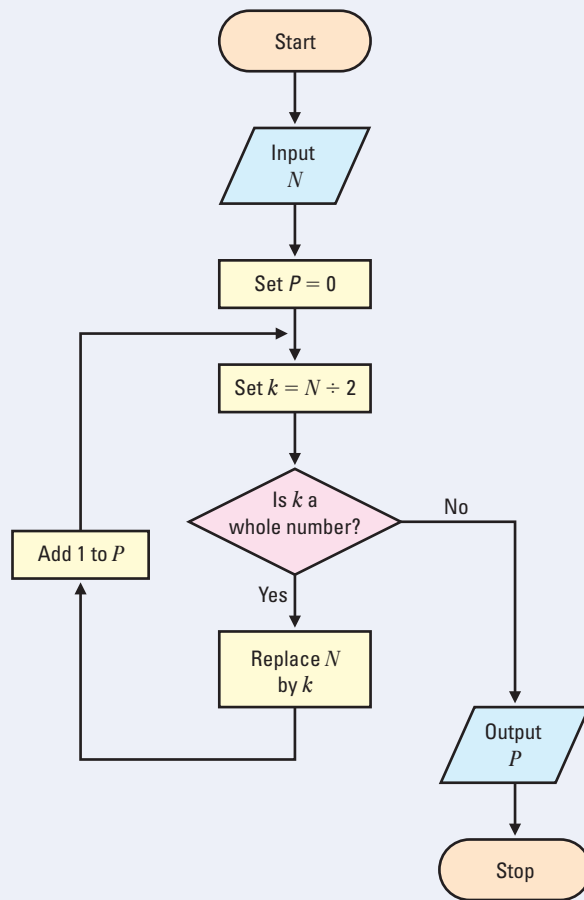 Start
Input
N
Set P = 0
Set k = N ÷ 2
Is k a
whole number?
No
Add 1 to P
Yes
Replace N
by k
Output
P
Stop